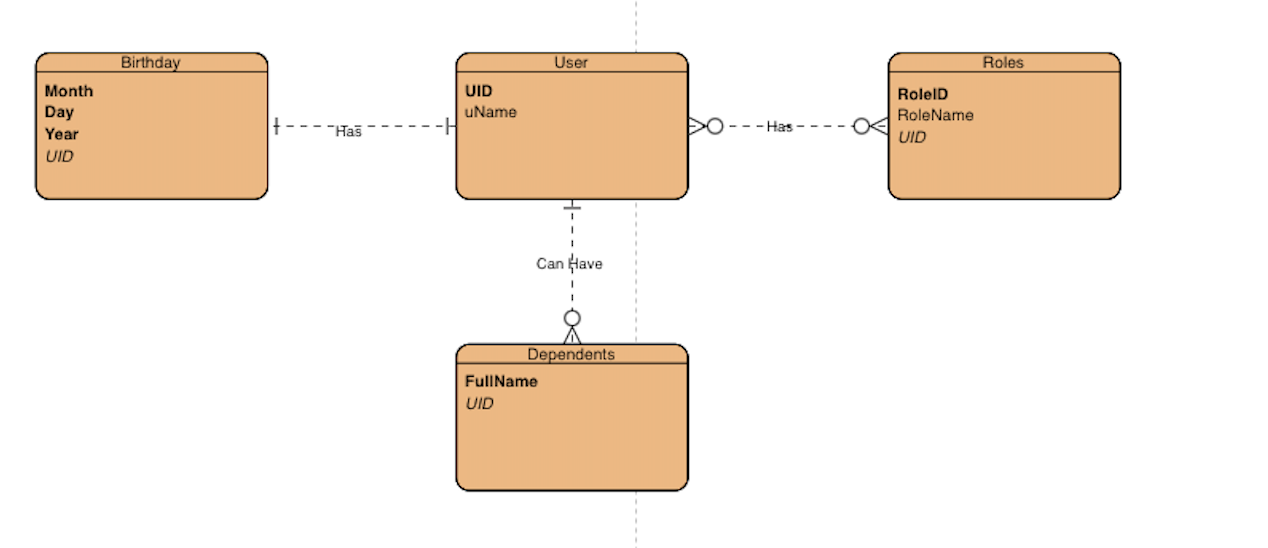 Birthday
Month
Day
Year
UID
Has
User
UID
uName
Has
Roles
RoleID
RoleName
UID
Can Have
Dependents
FullName
UID